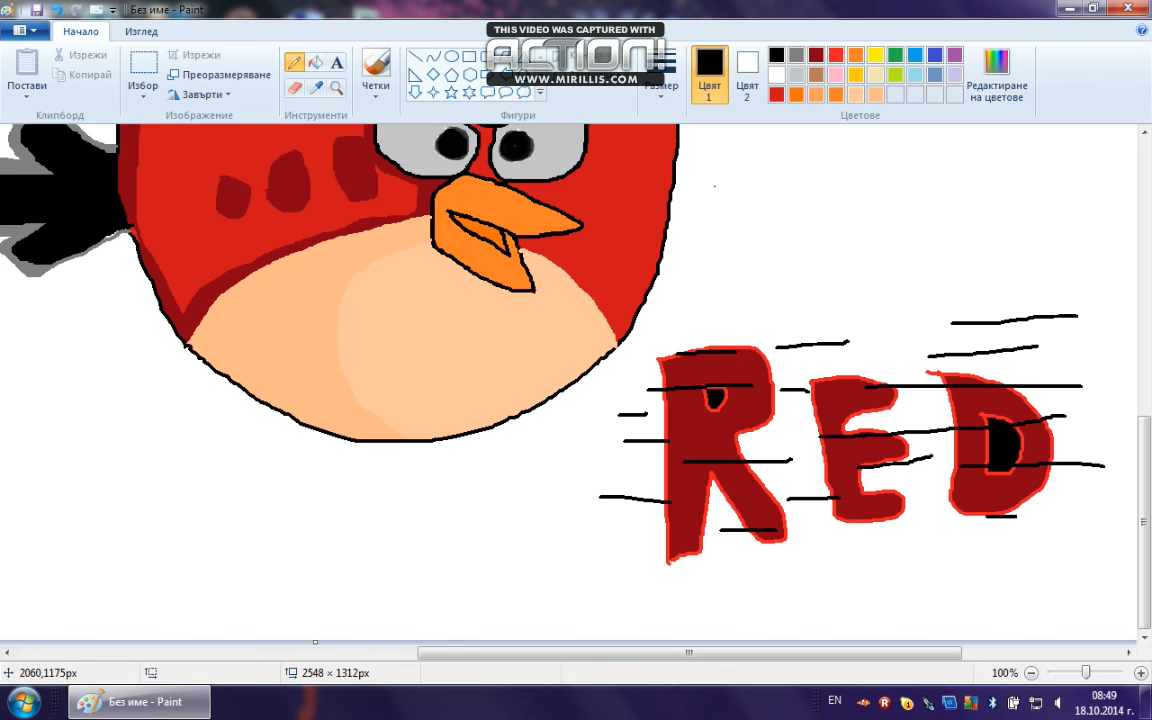 Без име - Paint
THIS VIDEO WAS CAPTURED WITH
ACTION!
WWW.MIRILLIS.COM
Начало
Изглед
Постави
Изрежи
Копирай
Клипборд
Избор
Изрежи
Преоразмеряване
Завърти
Изображение
Инструменти
Четки
Фигури
Размер
Цвят 1
Цвят 2
Цветове
Редактиране на цветове
RED
2060,1175px
2548 × 1312px
100%
Без име - Paint
EN
08:49
18.10.2014 г.